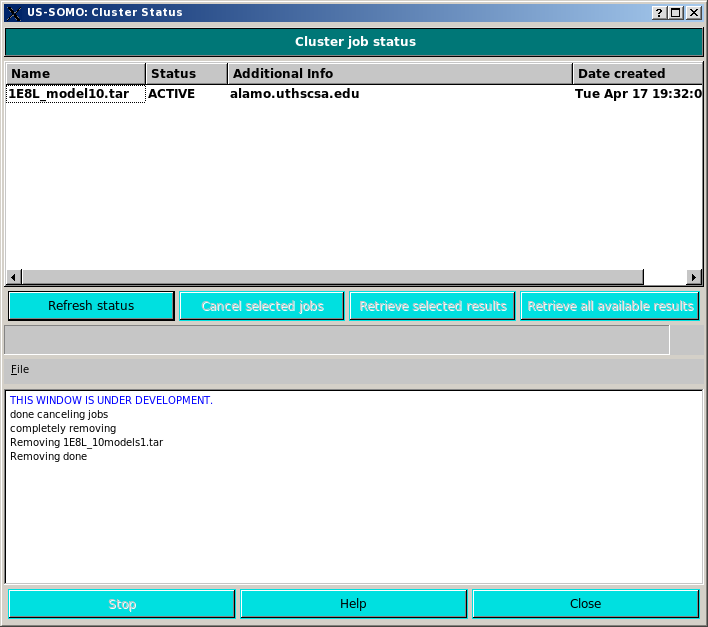 US-SOMO: Cluster Status
Cluster job status
Name Status Additional Info Date created
1E8L_model10.tar ACTIVE alamo.uthscsa.edu Tue Apr 17 19:32:0
Refresh status Cancel selected jobs Retrieve selected results Retrieve all available results
File
THIS WINDOW IS UNDER DEVELOPMENT.
done canceling jobs
completely removing
Removing 1E8L_10models1.tar
Removing done
Stop Help Close